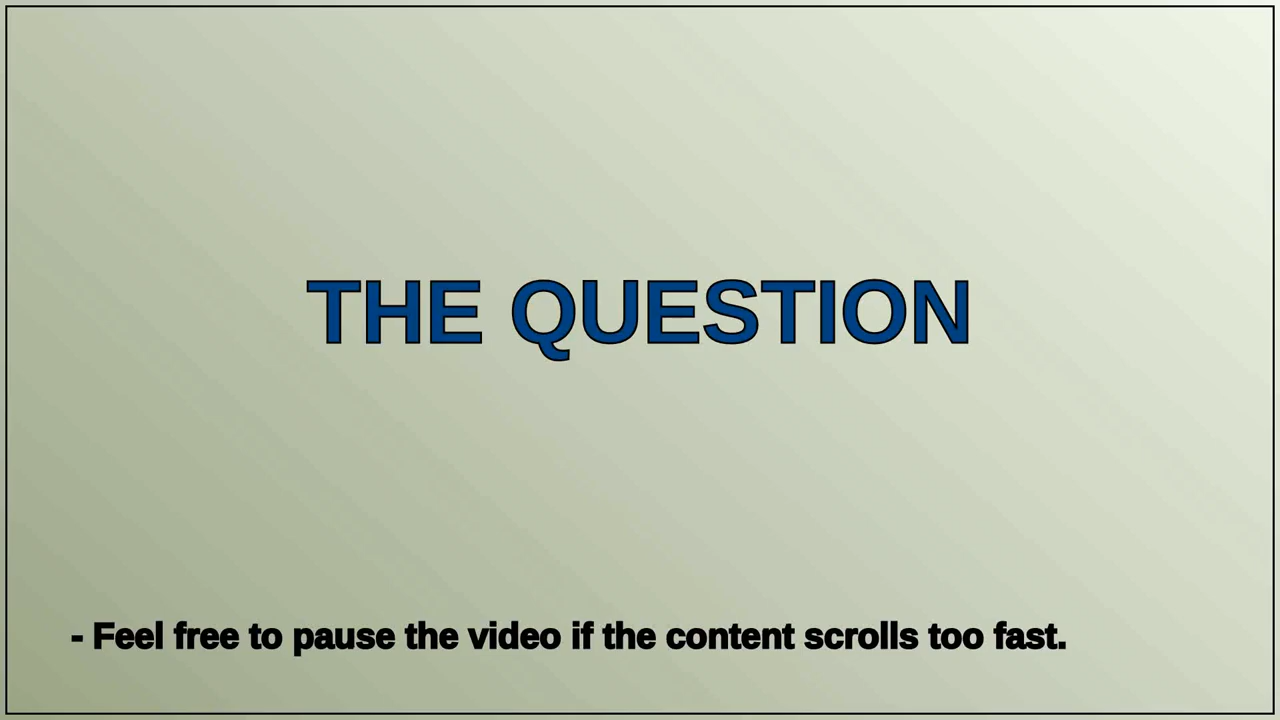 THE QUESTION
- Feel free to pause the video if the content scrolls too fast.